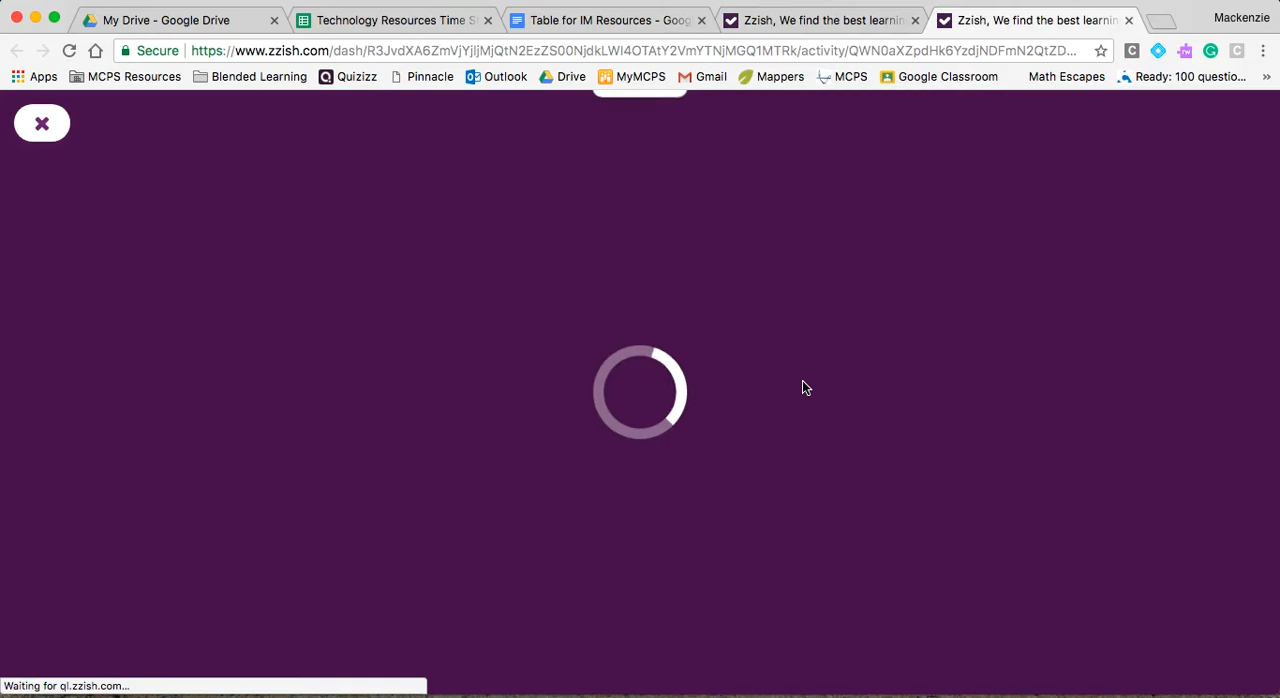 My Drive - Google Drive
Technology Resources Time S
Table for IM Resources - Goog
Zzish, We find the best learnin
Zzish, We find the best learnin
Mackenzie
Secure
https://www.zzish.com/dash/R3JvdXA6ZmVjYjljMjQtN2EzZS00NjdkLWI4OTAtY2VmYTNjMGQ1MTRk/activity/QWN0aXZpdHk6YzdjNDFmN2QtZD...
Apps
MCPS Resources
Blended Learning
Quizizz
Pinit
Outlook
Drive
MyMCPS
Gmail
Mappers
MCPS
Google Classroom
Math Escapes
Ready: 100 questio...
»
Waiting for ql.zzish.com...